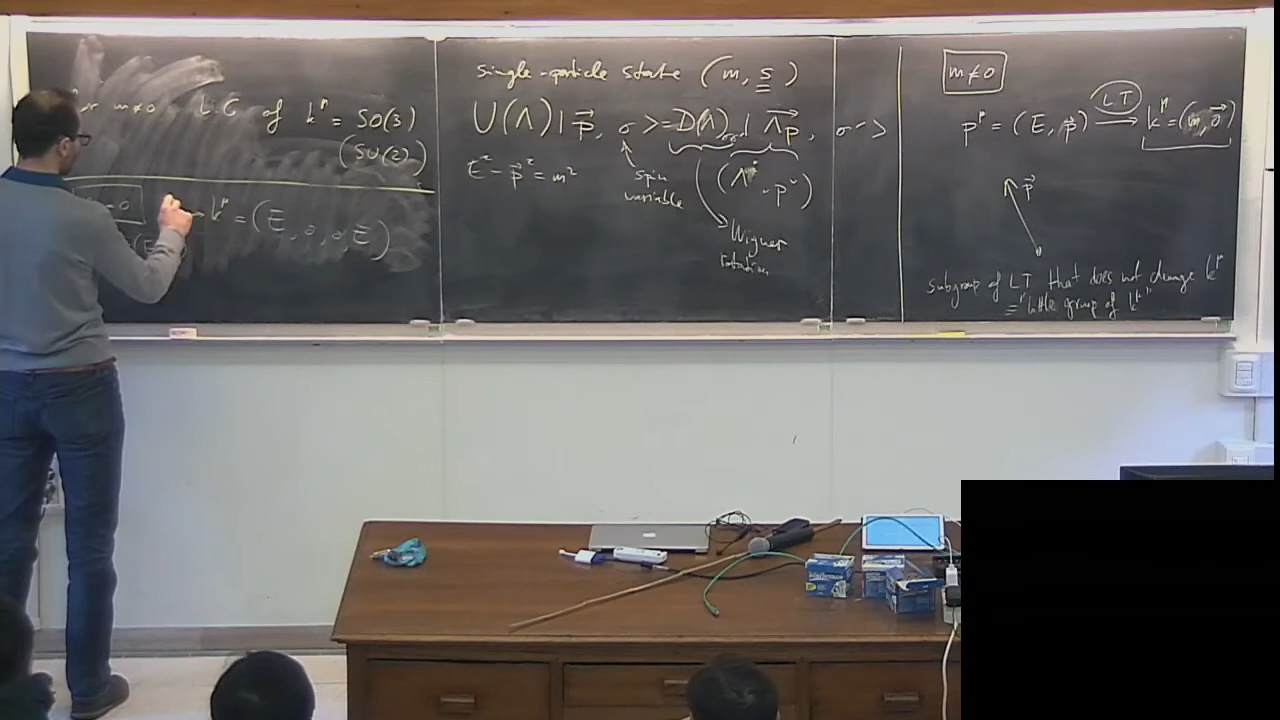 m≠0 L.G of k^μ = SO(3)
(SU(2))
k^μ = (E, 0, 0, E)
single-particle state (m, s)
U(Λ)|p⃗, σ> = D(Λ)_σσ' | Λp⃗, σ'>
E² - p⃗² = m²
spin
variable
(Λ^μ_ν p^ν)
Wigner
rotation
m≠0
p^μ = (E, p⃗) LT → k^μ = (m, 0⃗)
p⃗
subgroup of LT that does not change k^μ
= "little group of k^μ"